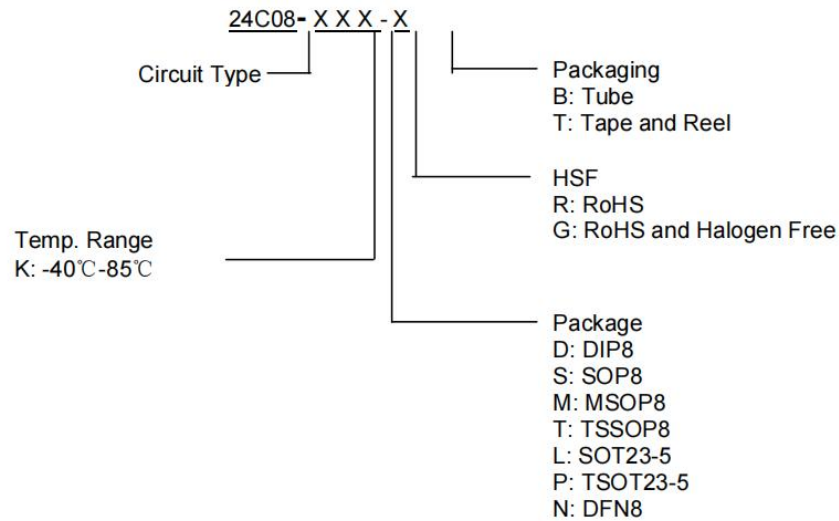 24C08- X X X - X
Circuit Type
Packaging
B: Tube
T: Tape and Reel
HSF
R: RoHS
G: RoHS and Halogen Free
Temp. Range
K: -40℃-85℃
Package
D: DIP8
S: SOP8
M: MSOP8
T: TSSOP8
L: SOT23-5
P: TSOT23-5
N: DFN8